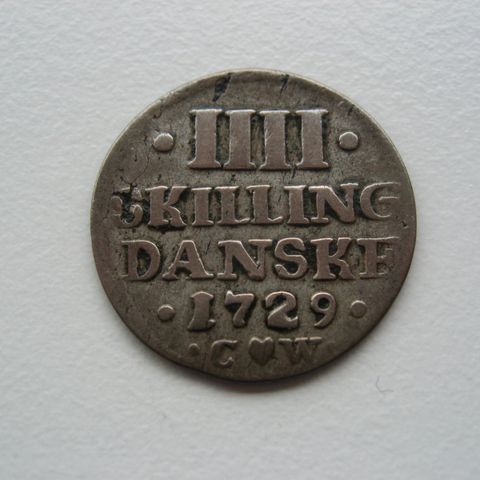 · IIII ·
SKILLING
DANSKE
· 1729 ·
· C ♥ W